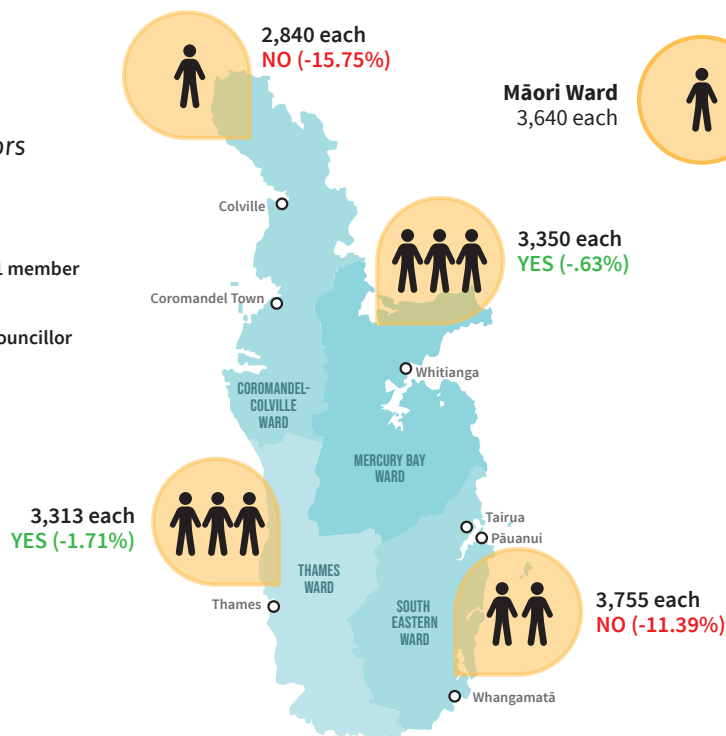 2,840 each
NO (-15.75%)
Māori Ward
3,640 each
ors
Colville
3,350 each
YES (-.63%)
member
Coromandel Town
ouncillor
Whitianga
COROMANDEL-
COLVILLE
WARD
MERCURY BAY
WARD
3,313 each
YES (-1.71%)
Tairua
Pāuanui
THAMES
WARD
Thames
SOUTH
EASTERN
WARD
3,755 each
NO (-11.39%)
Whangamatā